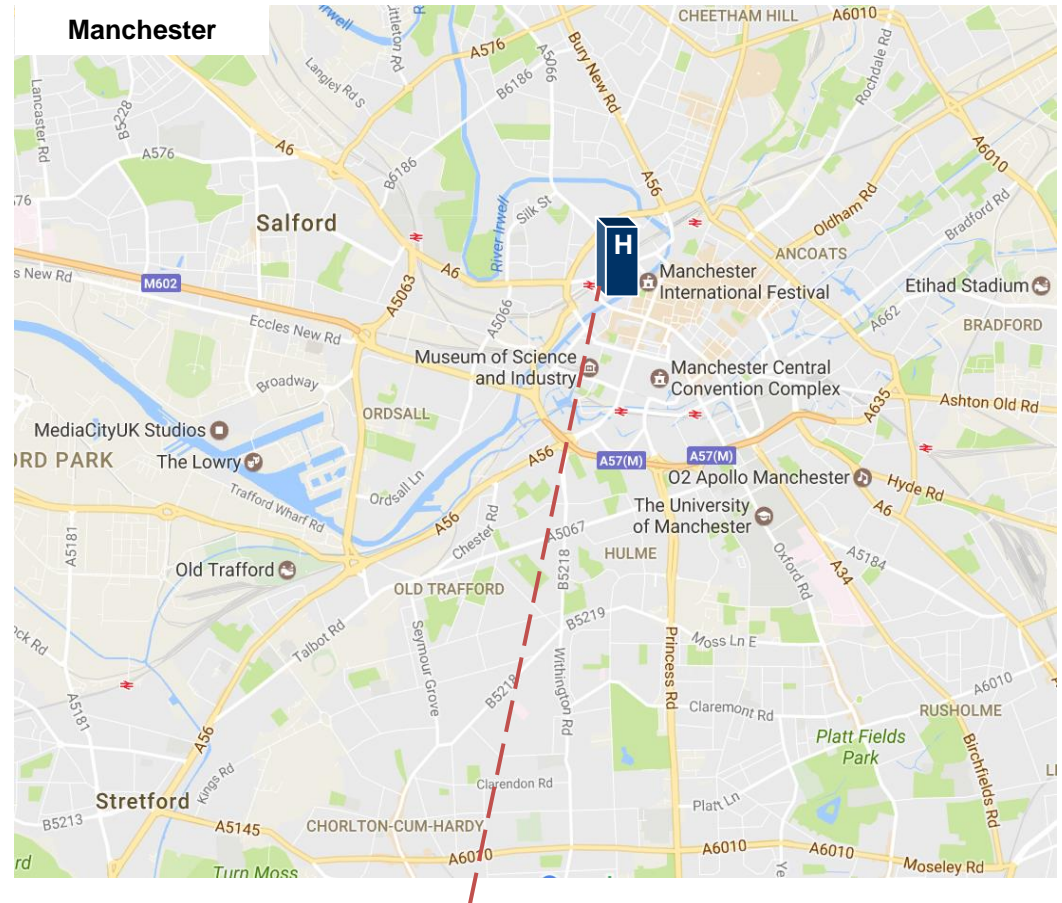 Manchester
CHEETHAM HILL
A6010
Irwell
Littleton Rd
A576
A5066
Bury New Rd
Rochdale Rd
Lancaster Rd
B5228
Langley Rd S
B6186
A6
A576
B6186
A6010
A56
Oldham Rd
Bradford Rd
Silk St
River Irwell
Salford
H
ANCOATS
s New Rd
M602
A6
A5063
Manchester
International Festival
Etihad Stadium
A5066
A662
BRADFORD
Eccles New Rd
Museum of Science
and Industry
Manchester Central
Convention Complex
Broadway
ORDSALL
A635
Ashton Old Rd
MediaCityUK Studios
ORD PARK
The Lowry
A56
A57(M)
A57(M)
O2 Apollo Manchester
Hyde Rd
Ordsall Ln
Trafford Wharf Rd
A56
Chester Rd
A5067
The University
of Manchester
A6
A5181
HULME
Oxford Rd
A34
A5184
Old Trafford
OLD TRAFFORD
B5218
B5219
Talbot Rd
Seymour Grove
Moss Ln E
ock Rd
Princess Rd
Withington Rd
B5218
A6010
A5181
Claremont Rd
RUSHOLME
A56
Platt Fields
Park
Birchfields Rd
Kings Rd
Clarendon Rd
Stretford
Platt Ln
B5213
A5145
CHORLTON-CUM-HARDY
A6010
A6010
A6010
Moseley Rd
rd
Turn Moss